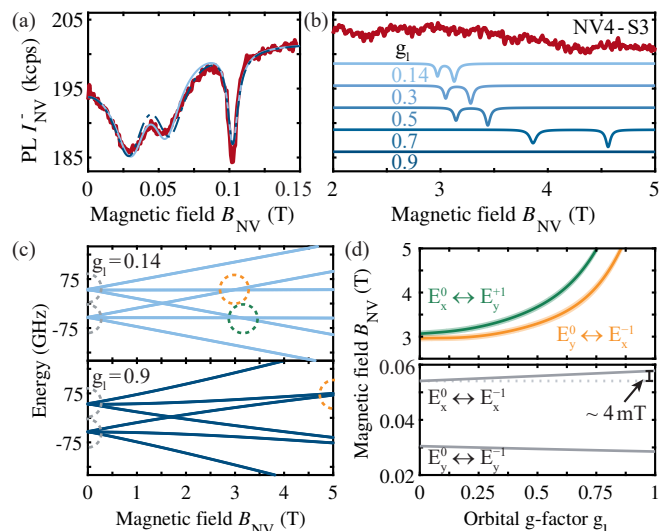 (a)
205
195
185
PL I⁻_NV (kcps)
0
0.05
0.1
0.15
Magnetic field B_NV (T)
(b)
NV4 - S3
g_l
0.14
0.3
0.5
0.7
0.9
2
3
4
5
Magnetic field B_NV (T)
(c)
g_l = 0.14
75
-75
g_l = 0.9
75
-75
Energy (GHz)
0
1
2
3
4
5
Magnetic field B_NV (T)
(d)
5
4
3
E_x^0 ↔ E_y^+1
E_y^0 ↔ E_x^-1
0.06
0.04
0.02
E_x^0 ↔ E_x^-1
~ 4 mT
E_y^0 ↔ E_y^-1
Magnetic field B_NV (T)
0
0.25
0.5
0.75
1
Orbital g-factor g_l